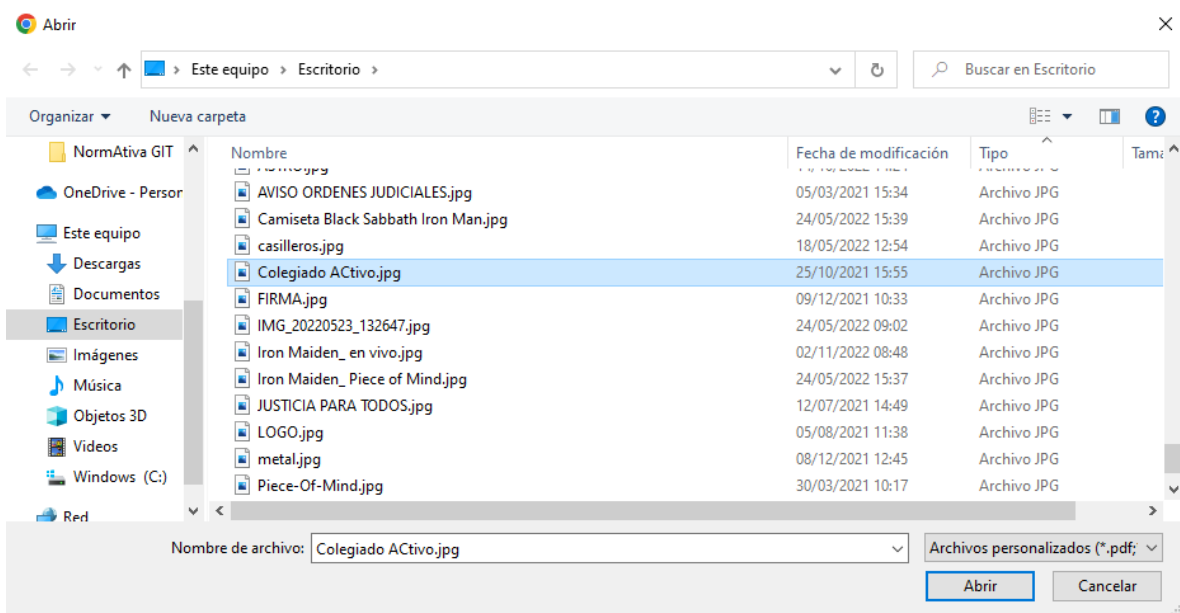 Abrir
Este equipo > Escritorio >
Buscar en Escritorio
Organizar
Nueva carpeta
NormAtiva GIT
OneDrive - Person
Este equipo
Descargas
Documentos
Escritorio
Imágenes
Música
Objetos 3D
Videos
Windows (C:)
Red
Nombre Fecha de modificación Tipo Tama
AVISO ORDENES JUDICIALES.jpg 05/03/2021 15:34 Archivo JPG
Camiseta Black Sabbath Iron Man.jpg 24/05/2022 15:39 Archivo JPG
casilleros.jpg 18/05/2022 12:54 Archivo JPG
Colegiado ACtivo.jpg 25/10/2021 15:55 Archivo JPG
FIRMA.jpg 09/12/2021 10:33 Archivo JPG
IMG_20220523_132647.jpg 24/05/2022 09:02 Archivo JPG
Iron Maiden_ en vivo.jpg 02/11/2022 08:48 Archivo JPG
Iron Maiden_ Piece of Mind.jpg 24/05/2022 15:37 Archivo JPG
JUSTICIA PARA TODOS.jpg 12/07/2021 14:49 Archivo JPG
LOGO.jpg 05/08/2021 11:38 Archivo JPG
metal.jpg 08/12/2021 12:45 Archivo JPG
Piece-Of-Mind.jpg 30/03/2021 10:17 Archivo JPG
Nombre de archivo: Colegiado ACtivo.jpg
Archivos personalizados (*.pdf;
Abrir
Cancelar